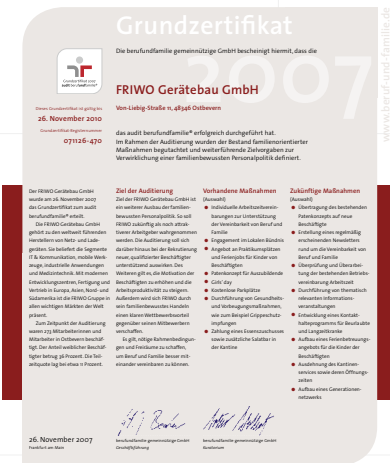 Grundzertifikat
2007
www.beruf-und-familie.de
Die berufundfamilie gemeinnützige GmbH bescheinigt hiermit, dass die
Grundzertifikat 2007
audit berufundfamilie®
FRIWO Gerätebau GmbH
Von-Liebig-Straße 11, 48346 Ostbevern
Dieses Grundzertifikat ist gültig bis
26. November 2010
Grundzertifikat Registernummer
071126-470
das audit berufundfamilie® erfolgreich durchgeführt hat.
Im Rahmen der Auditierung wurden der Bestand familienorientierter
Maßnahmen begutachtet und weiterführende Zielvorgaben zur
Verwirklichung einer familienbewussten Personalpolitik definiert.
Der FRIWO Gerätebau GmbH
wurde am 26. November 2007
das Grundzertifikat zum audit
berufundfamilie® erteilt.
Die FRIWO Gerätebau GmbH
gehört zu den weltweit führenden
Herstellern von Netz- und Lade-
geräten. Sie beliefert die Segmente
IT & Kommunikation, mobile Werk-
zeuge, industrielle Anwendungen
und Medizintechnik. Mit modernen
Entwicklungszentren, Fertigung und
Vertrieb in Europa, Asien, Nord- und
Südamerika ist die FRIWO Gruppe in
allen wichtigen Märkten der Welt
präsent.
Zum Zeitpunkt der Auditierung
waren 275 Mitarbeiterinnen und
Mitarbeiter in Ostbevern beschäf-
tigt. Der Anteil weiblicher Beschäf-
tigter betrug 36 Prozent. Die Teil-
zeitquote lag bei etwa 11 Prozent.
Ziel der Auditierung
Ziel der FRIWO Gerätebau GmbH ist
ein weiterer Ausbau der familien-
bewussten Personalpolitik. So soll
FRIWO zukünftig als noch attrak-
tiverer Arbeitgeber wahrgenommen
werden. Die Auditierung soll sich
darüber hinaus bei der Rekrutierung
neuer, qualifizierter Beschäftigter
unterstützend auswirken. Des
Weiteren gilt es, die Motivation der
Beschäftigten zu erhöhen und die
Arbeitsproduktivität zu steigern.
Außerdem wird sich FRIWO durch
sein familienbewusstes Handeln
einen klaren Wettbewerbsvorteil
gegenüber seinen Mitbewerbern
verschaffen.
Es gilt, nötige Rahmenbedingun-
gen und Freiräume zu schaffen,
um Beruf und Familie besser mit-
einander vereinbaren zu können.
Vorhandene Maßnahmen
(Auswahl)
• Individuelle Arbeitszeitverein-
barungen zur Unterstützung
der Vereinbarkeit von Beruf und
Familie
• Engagement im Lokalen Bündnis
• Angebot an Praktikumsplätzen
und Ferienjobs für Kinder von
Beschäftigten
• Patenkonzept für Auszubildende
• Girls' day
• Kostenlose Parkplätze
• Durchführung von Gesundheits-
und Vorbeugungsmaßnahmen,
wie zum Beispiel Grippeschutz-
impfungen
• Zahlung eines Essenszuschusses
sowie zusätzliche Salatbar in
der Kantine
Zukünftige Maßnahmen
(Auswahl)
• Übertragung des bestehenden
Patenkonzepts auf neue
Beschäftigte
• Erstellung eines regelmäßig
erscheinenden Newsletters
rund um die Vereinbarkeit von
Beruf und Familie
• Überprüfung und Überarbei-
tung der bestehenden Betriebs-
vereinbarung Arbeitszeit
• Durchführung von thematisch
relevanten Informations-
veranstaltungen
• Entwicklung eines Kontakt-
halteprogramms für Beurlaubte
und Langzeitkranke
• Aufbau eines Ferienbetreuungs-
angebots für die Kinder der
Beschäftigten
• Ausdehnung des Kantinen-
services sowie deren Öffnungs-
zeiten
• Aufbau eines Generationen-
netzwerks
26. November 2007
Frankfurt am Main
berufundfamilie gemeinnützige GmbH
Geschäftsführung
berufundfamilie gemeinnützige GmbH
Kuratorium